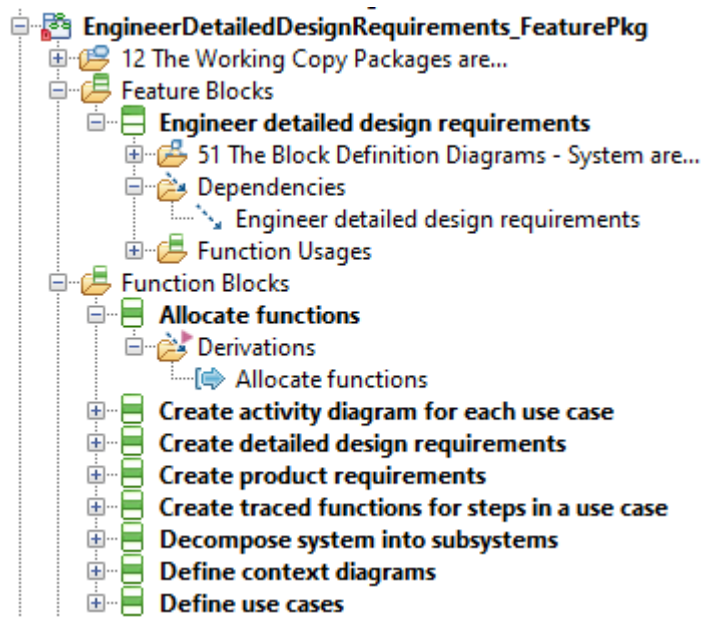 EngineerDetailedDesignRequirements_FeaturePkg
12 The Working Copy Packages are...
Feature Blocks
Engineer detailed design requirements
51 The Block Definition Diagrams - System are...
Dependencies
Engineer detailed design requirements
Function Usages
Function Blocks
Allocate functions
Derivations
Allocate functions
Create activity diagram for each use case
Create detailed design requirements
Create product requirements
Create traced functions for steps in a use case
Decompose system into subsystems
Define context diagrams
Define use cases